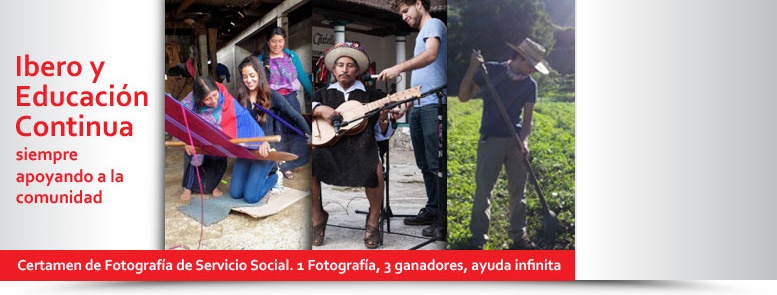 Ibero y
Educación
Continua
siempre
apoyando a la
comunidad
Certamen de Fotografía de Servicio Social. 1 Fotografía, 3 ganadores, ayuda infinita